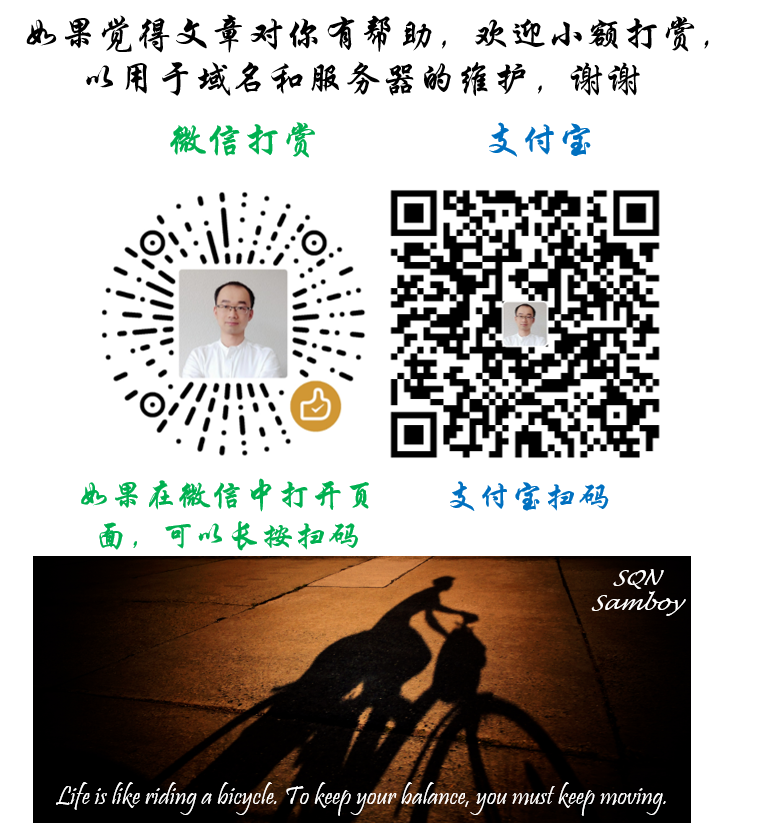 如果觉得文章对你有帮助，欢迎小额打赏，
以用于域名和服务器的维护，谢谢
微信打赏
支付宝
如果在微信中打开页
面，可以长按扫码
支付宝扫码
SQN
Samboy
Life is like riding a bicycle. To keep your balance, you must keep moving.